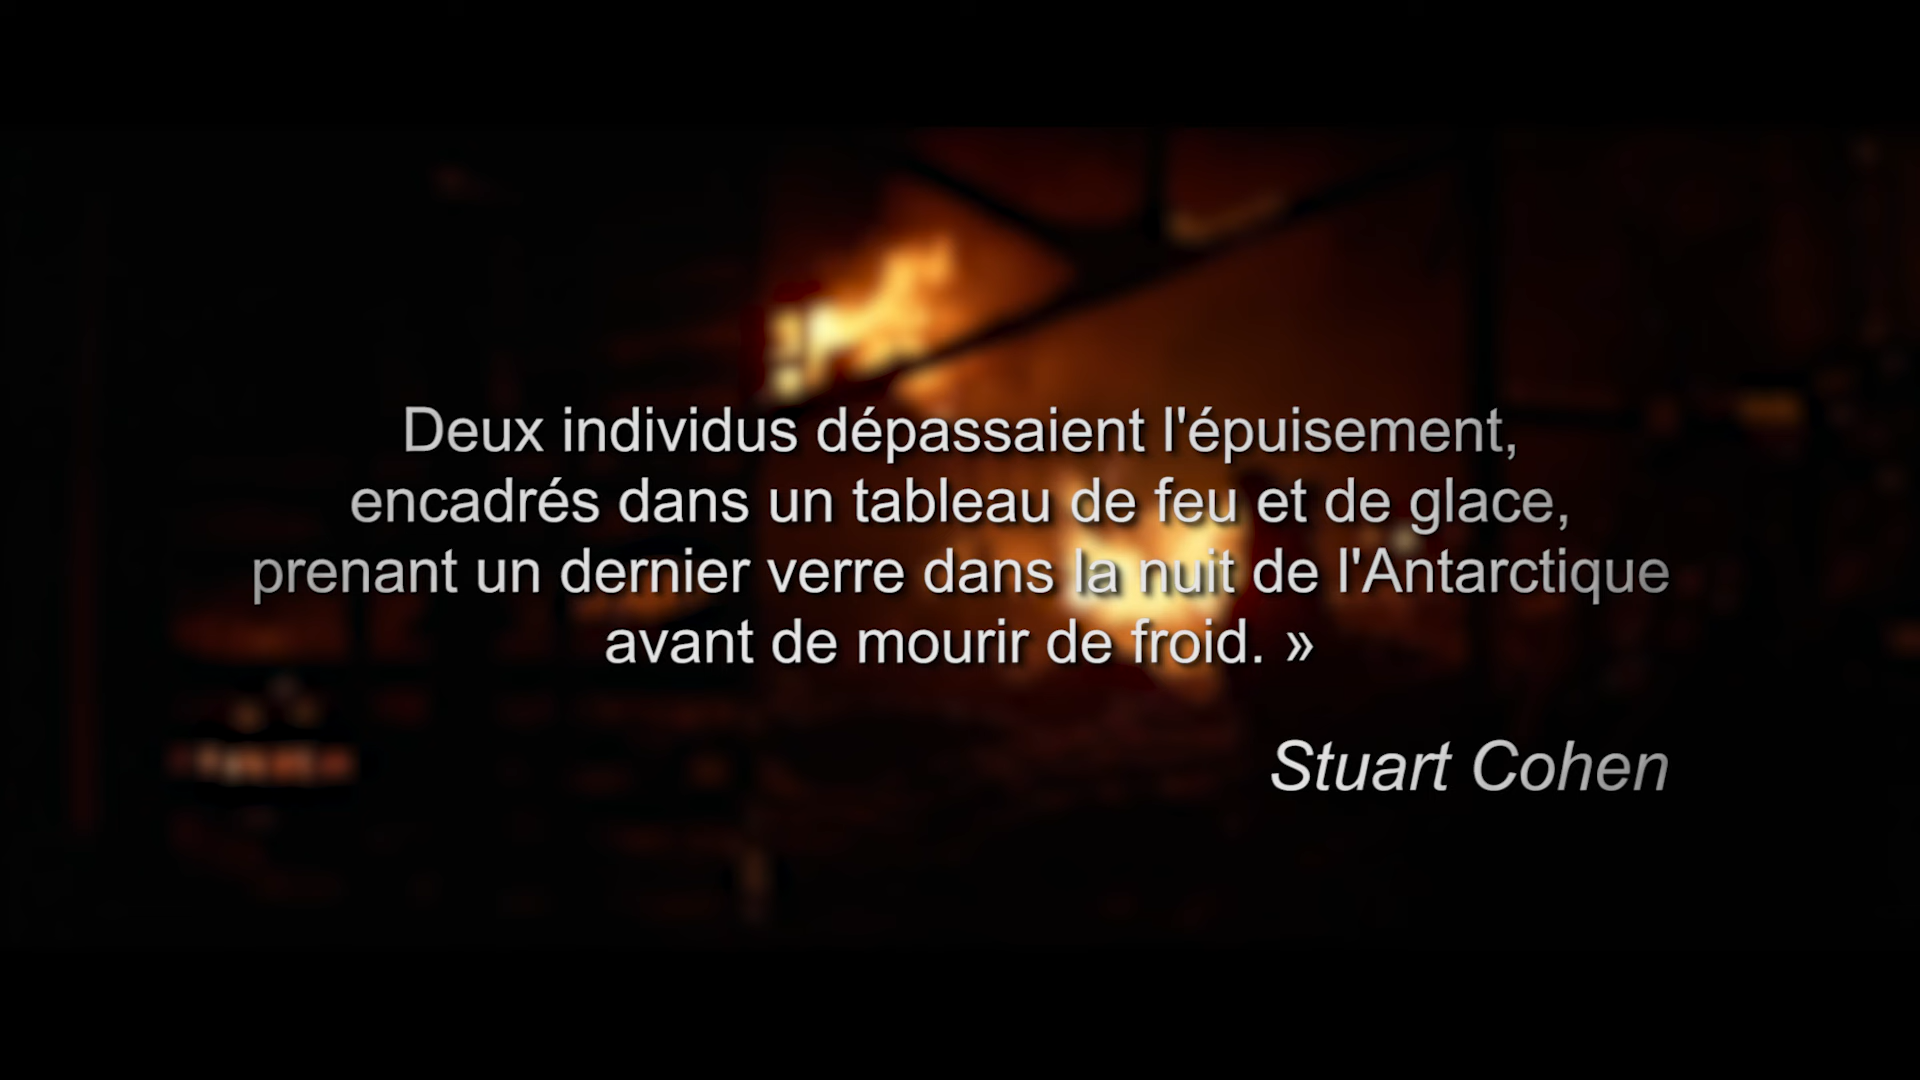 Deux individus dépassaient l'épuisement,
encadrés dans un tableau de feu et de glace,
prenant un dernier verre dans la nuit de l'Antarctique
avant de mourir de froid. »
Stuart Cohen